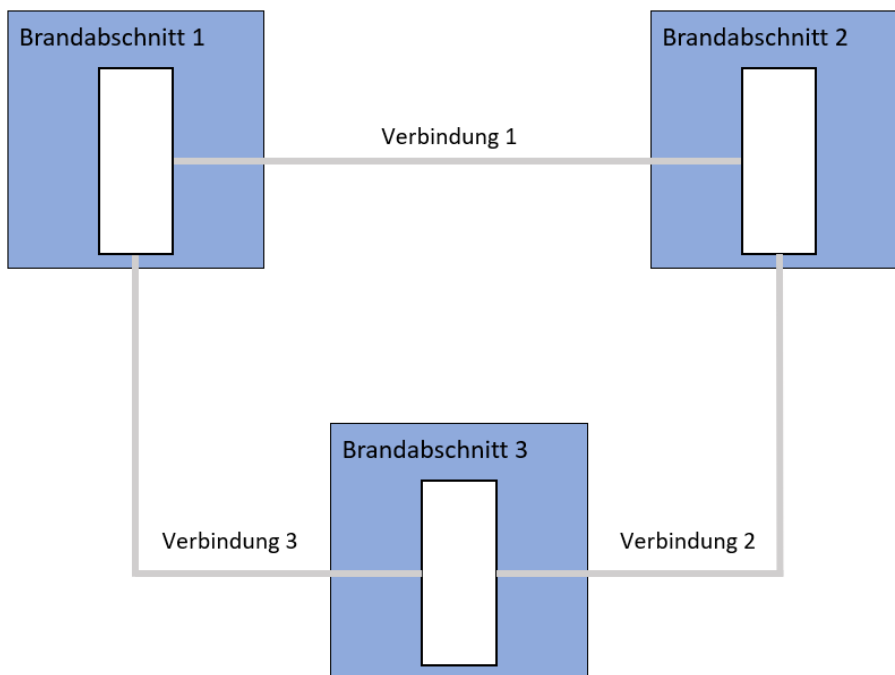 Brandabschnitt 1
Brandabschnitt 2
Verbindung 1
Brandabschnitt 3
Verbindung 3
Verbindung 2